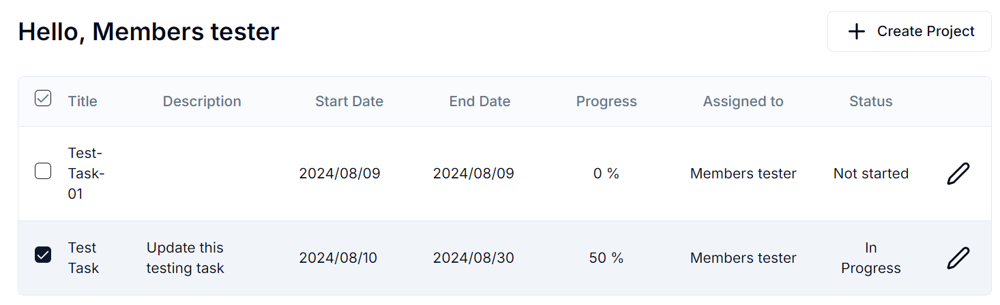 Hello, Members tester
Create Project
Title Description Start Date End Date Progress Assigned to Status
Test-
Task-
01
2024/08/09 2024/08/09 0 % Members tester Not started
Test
Task
Update this
testing task
2024/08/10 2024/08/30 50 % Members tester
In
Progress